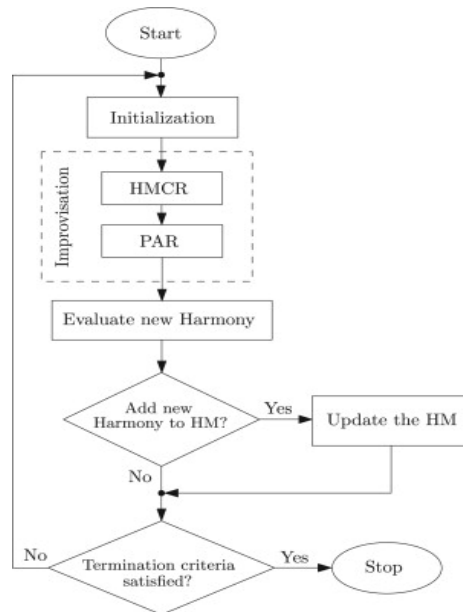 Start
Initialization
Improvisation
HMCR
PAR
Evaluate new Harmony
Add new
Harmony to HM?
Yes
Update the HM
No
Termination criteria
satisfied?
No
Yes
Stop